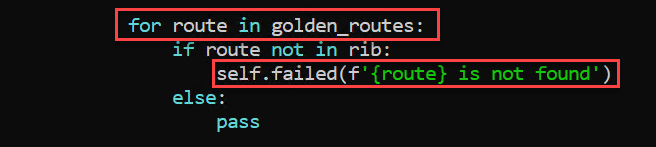 for route in golden_routes:
    if route not in rib:
        self.failed(f'{route} is not found')
    else:
        pass